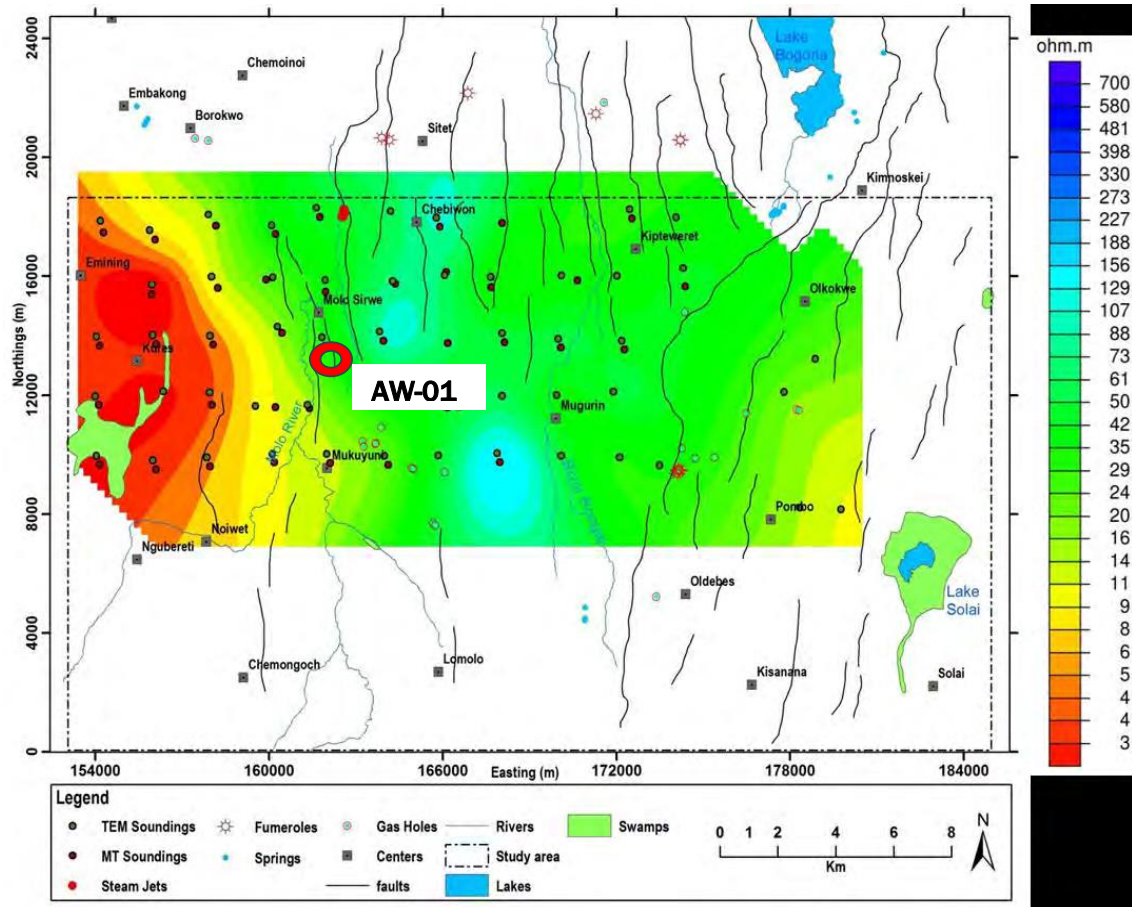 24000
20000
16000
12000
8000
4000
0
Northings (m)
154000
160000
166000
172000
178000
184000
Easting (m)
Chemoinoi
Embakong
Borokwo
Sitet
Lake
Bogoria
Kimmoskei
Chebiwon
Kipteweret
Emining
Molo Sirwe
Olkokwe
Kures
AW-01
Mugurin
Molo River
Mukuyuni
Pombo
Noiwet
Ngubereti
Oldebes
Lake
Solai
Chemongoch
Lomolo
Kisanana
Solai
ohm.m
700
580
481
398
330
273
227
188
156
129
107
88
73
61
50
42
35
29
24
20
16
14
11
9
8
6
5
4
4
3
Legend
TEM Soundings
Fumeroles
Gas Holes
Rivers
Swamps
MT Soundings
Springs
Centers
Study area
Steam Jets
faults
Lakes
0 1 2 4 6 8
Km
N